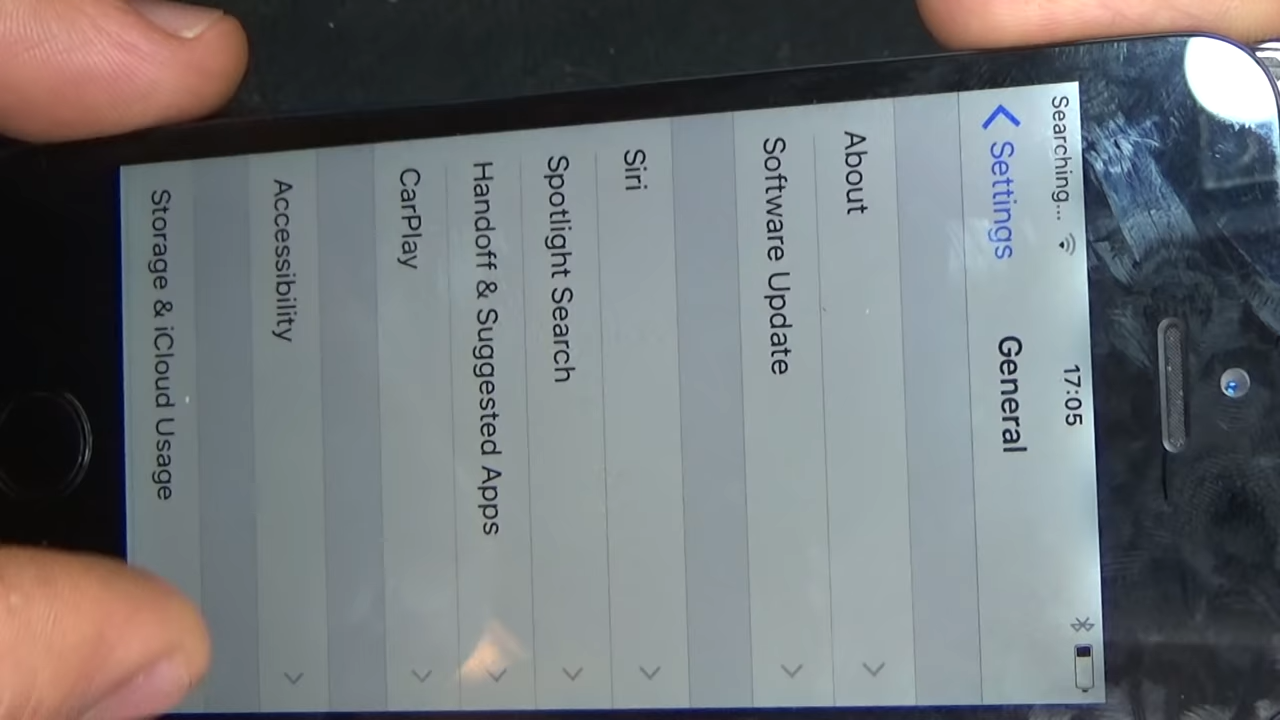 Searching... 17:05
Settings General
About
Software Update
Siri
Spotlight Search
Handoff & Suggested Apps
CarPlay
Accessibility
Storage & iCloud Usage